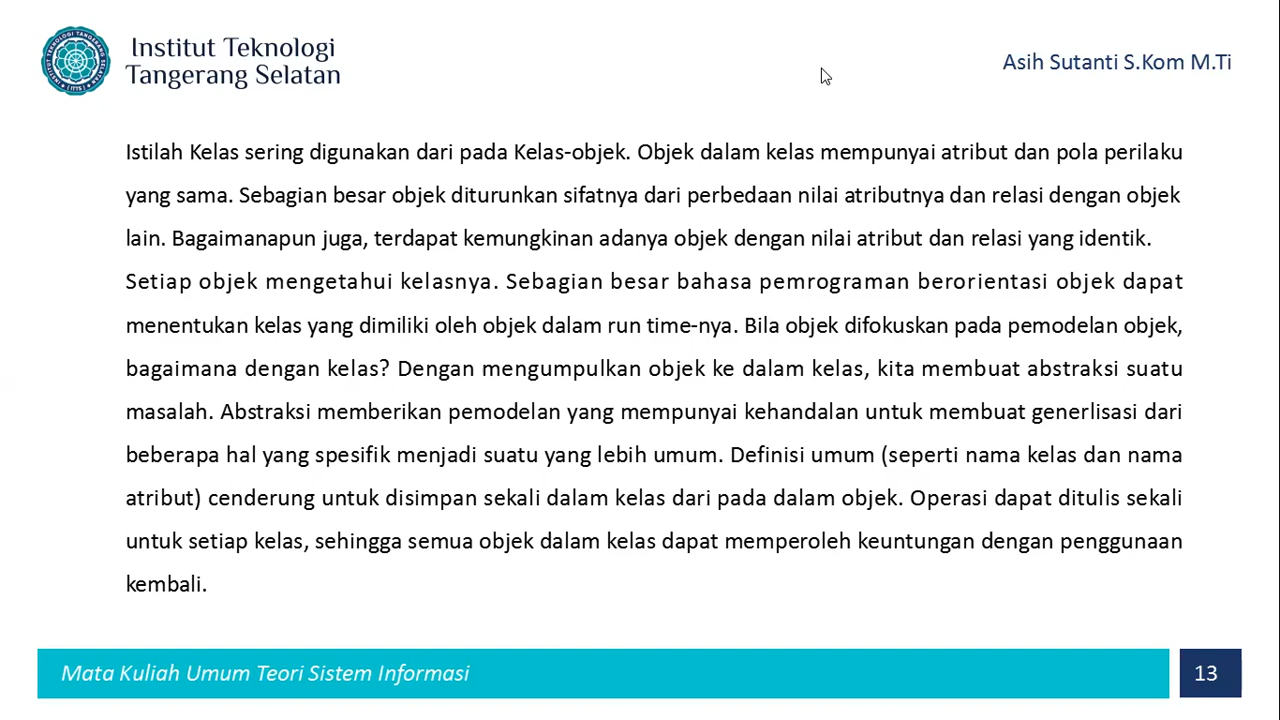 Institut Teknologi
Tangerang Selatan
Asih Sutanti S.Kom M.Ti
Istilah Kelas sering digunakan dari pada Kelas-objek. Objek dalam kelas mempunyai atribut dan pola perilaku
yang sama. Sebagian besar objek diturunkan sifatnya dari perbedaan nilai atributnya dan relasi dengan objek
lain. Bagaimanapun juga, terdapat kemungkinan adanya objek dengan nilai atribut dan relasi yang identik.
Setiap objek mengetahui kelasnya. Sebagian besar bahasa pemrograman berorientasi objek dapat
menentukan kelas yang dimiliki oleh objek dalam run time-nya. Bila objek difokuskan pada pemodelan objek,
bagaimana dengan kelas? Dengan mengumpulkan objek ke dalam kelas, kita membuat abstraksi suatu
masalah. Abstraksi memberikan pemodelan yang mempunyai kehandalan untuk membuat generlisasi dari
beberapa hal yang spesifik menjadi suatu yang lebih umum. Definisi umum (seperti nama kelas dan nama
atribut) cenderung untuk disimpan sekali dalam kelas dari pada dalam objek. Operasi dapat ditulis sekali
untuk setiap kelas, sehingga semua objek dalam kelas dapat memperoleh keuntungan dengan penggunaan
kembali.
Mata Kuliah Umum Teori Sistem Informasi
13